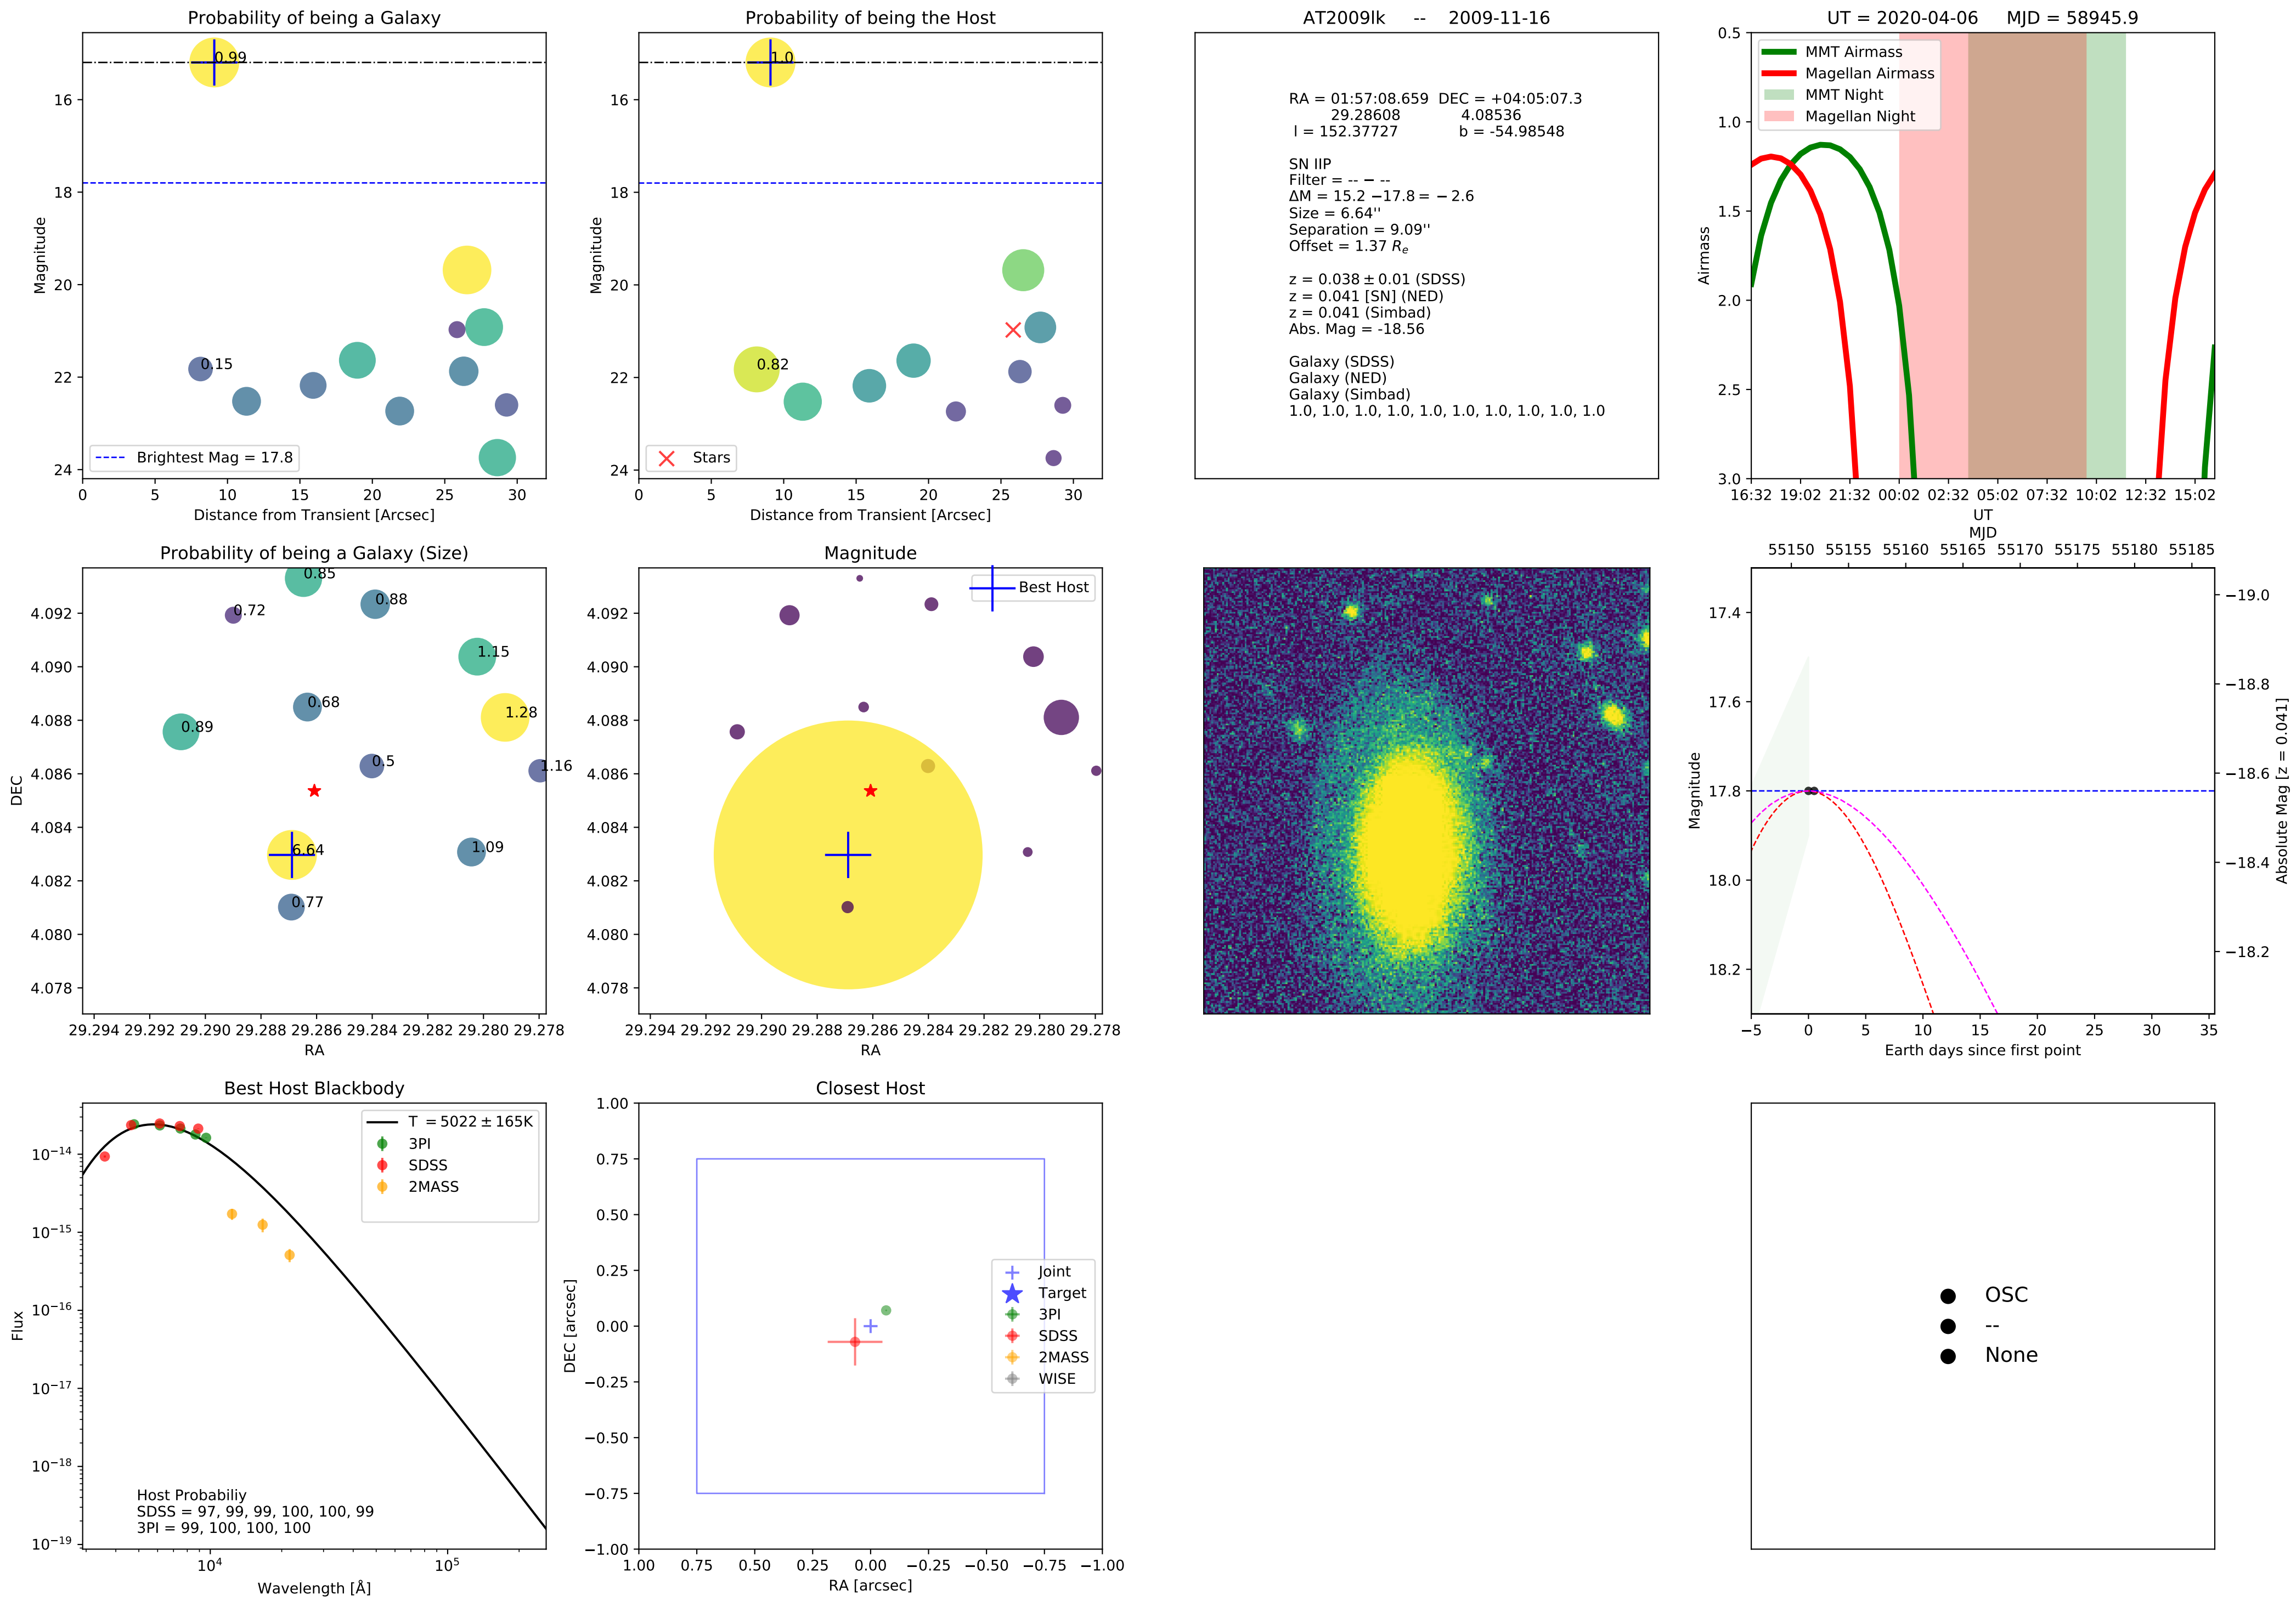 Probability of being a Galaxy
0.99
0.15
Brightest Mag = 17.8
16
18
20
22
24
Magnitude
0 5 10 15 20 25 30
Distance from Transient [Arcsec]
Probability of being the Host
1.0
0.82
Stars
16
18
20
22
24
Magnitude
0 5 10 15 20 25 30
Distance from Transient [Arcsec]
AT2009lk -- 2009-11-16
RA = 01:57:08.659 DEC = +04:05:07.3
29.28608 4.08536
l = 152.37727 b = -54.98548
SN IIP
Filter = -- − --
ΔM = 15.2 −17.8 = − 2.6
Size = 6.64''
Separation = 9.09''
Offset = 1.37 Re
z = 0.038 ± 0.01 (SDSS)
z = 0.041 [SN] (NED)
z = 0.041 (Simbad)
Abs. Mag = -18.56
Galaxy (SDSS)
Galaxy (NED)
Galaxy (Simbad)
1.0, 1.0, 1.0, 1.0, 1.0, 1.0, 1.0, 1.0, 1.0, 1.0
UT = 2020-04-06 MJD = 58945.9
MMT Airmass
Magellan Airmass
MMT Night
Magellan Night
0.5
1.0
1.5
2.0
2.5
3.0
Airmass
16:32 19:02 21:32 00:02 02:32 05:02 07:32 10:02 12:32 15:02
UT
Probability of being a Galaxy (Size)
0.85
0.72
0.88
1.15
0.68
1.28
0.89
0.5
1.16
6.64
1.09
0.77
4.092
4.090
4.088
4.086
4.084
4.082
4.080
4.078
DEC
29.294 29.292 29.290 29.288 29.286 29.284 29.282 29.280 29.278
RA
Magnitude
Best Host
4.092
4.090
4.088
4.086
4.084
4.082
4.080
4.078
29.294 29.292 29.290 29.288 29.286 29.284 29.282 29.280 29.278
RA
MJD
55150 55155 55160 55165 55170 55175 55180 55185
17.4
17.6
17.8
18.0
18.2
Magnitude
−19.0
−18.8
−18.6
−18.4
−18.2
Absolute Mag [z = 0.041]
−5 0 5 10 15 20 25 30 35
Earth days since first point
Best Host Blackbody
T = 5022 ± 165K
3PI
SDSS
2MASS
10−14
10−15
10−16
10−17
10−18
10−19
Flux
Host Probabiliy
SDSS = 97, 99, 99, 100, 100, 99
3PI = 99, 100, 100, 100
104 105
Wavelength [Å]
Closest Host
1.00
0.75
0.50
0.25
0.00
−0.25
−0.50
−0.75
−1.00
DEC [arcsec]
Joint
Target
3PI
SDSS
2MASS
WISE
1.00 0.75 0.50 0.25 0.00 −0.25 −0.50 −0.75 −1.00
RA [arcsec]
OSC
--
None